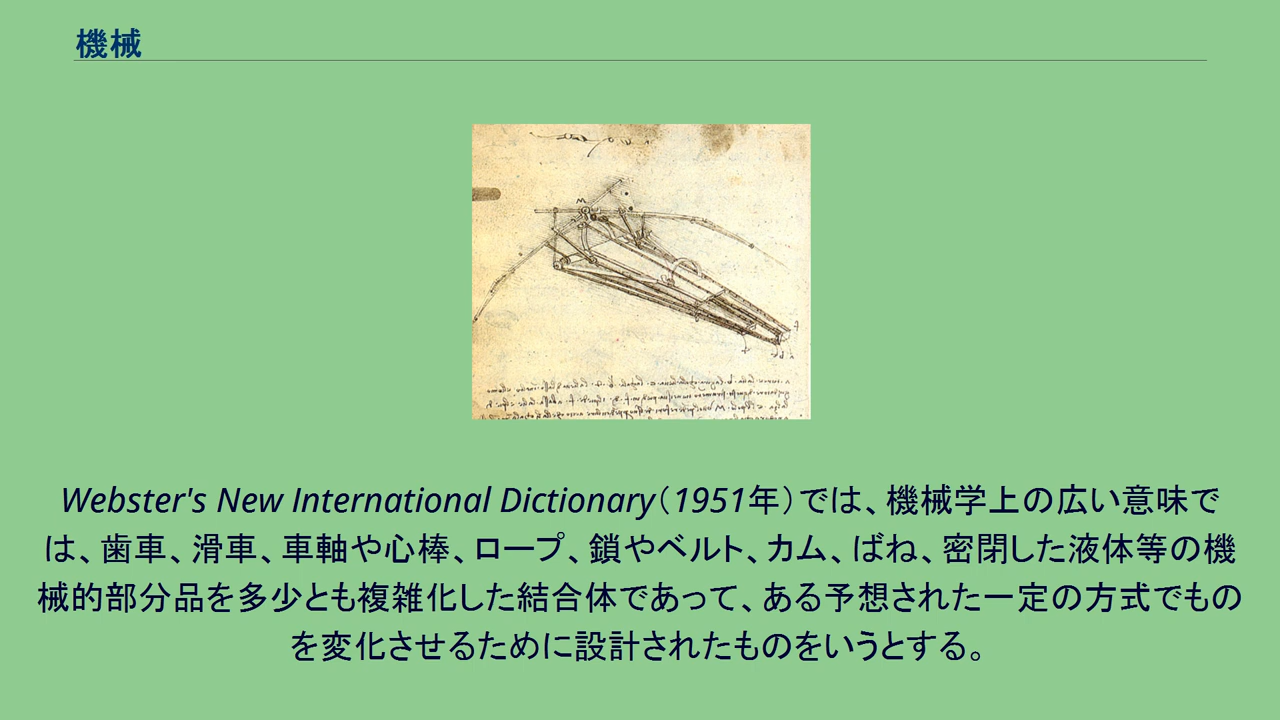 機械
Webster's New International Dictionary（1951年）では、機械学上の広い意味で
は、歯車、滑車、車軸や心棒、ロープ、鎖やベルト、カム、ばね、密閉した液体等の機
械的部分品を多少とも複雑化した結合体であって、ある予想された一定の方式でもの
を変化させるために設計されたものをいうとする。